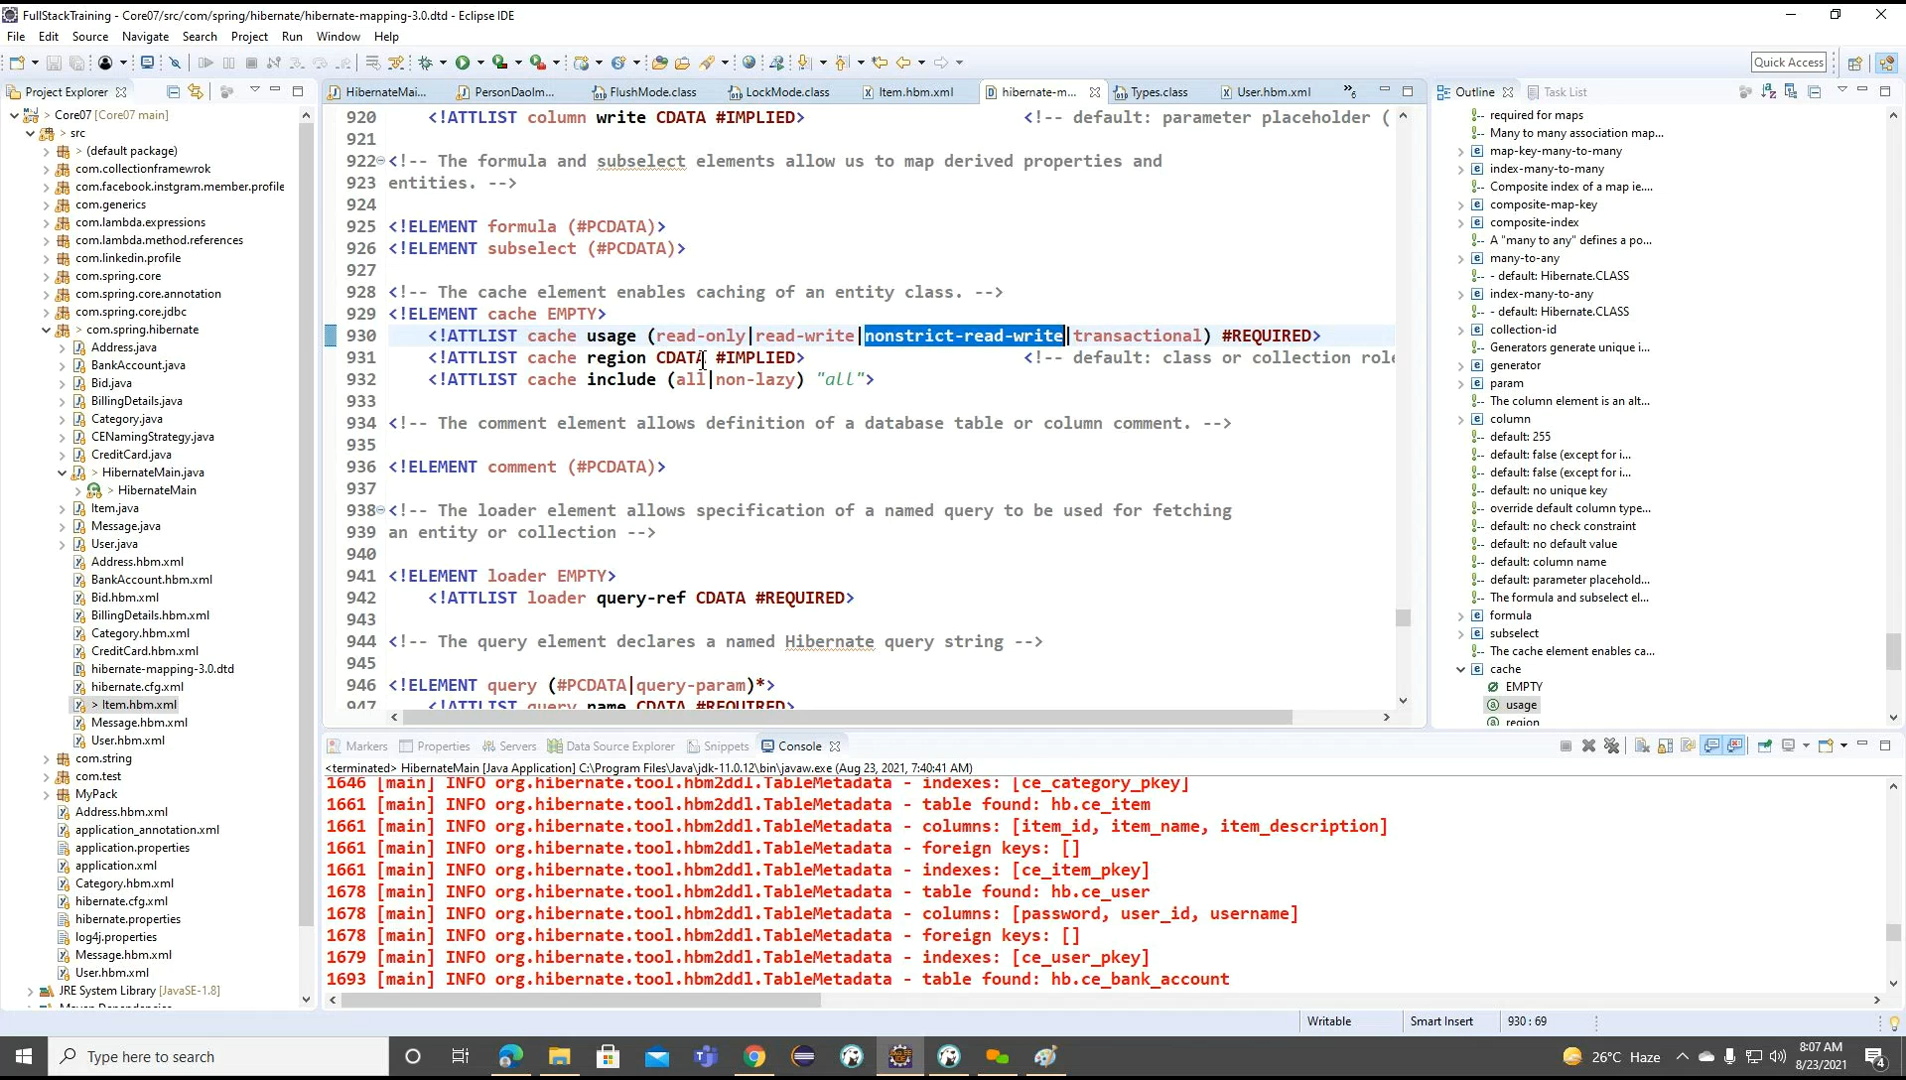 FullStackTraining - Core07/src/com/spring/hibernate/hibernate-mapping-3.0.dtd - Eclipse IDE
File Edit Source Navigate Search Project Run Window Help
Quick Access
Project Explorer
> Core07 [Core07 main]
> src
> (default package)
com.collectionfamewrok
com.facebook.instgram.member.profile
com.generics
com.lambda.expressions
com.lambda.method.references
com.linkedin.profile
com.spring.core
com.spring.core.annotation
com.spring.core.jdbc
> com.spring.hibernate
Address.java
BankAccount.java
Bid.java
BillingDetails.java
Category.java
CENamingStrategy.java
CreditCard.java
> HibernateMain.java
> HibernateMain
Item.java
Message.java
User.java
Address.hbm.xml
BankAccount.hbm.xml
Bid.hbm.xml
BillingDetails.hbm.xml
Category.hbm.xml
CreditCard.hbm.xml
hibernate-mapping-3.0.dtd
hibernate.cfg.xml
> Item.hbm.xml
Message.hbm.xml
User.hbm.xml
com.string
com.test
MyPack
Address.hbm.xml
application_annotation.xml
application.properties
application.xml
Category.hbm.xml
hibernate.cfg.xml
hibernate.properties
log4j.properties
Message.hbm.xml
User.hbm.xml
JRE System Library [JavaSE-1.8]
HibernateMai... PersonDaoIm... FlushMode.class LockMode.class Item.hbm.xml hibernate-m... Types.class User.hbm.xml »6
920 <!ATTLIST column write CDATA #IMPLIED> <!-- default: parameter placeholder (
921
922 <!-- The formula and subselect elements allow us to map derived properties and
923 entities. -->
924
925 <!ELEMENT formula (#PCDATA)>
926 <!ELEMENT subselect (#PCDATA)>
927
928 <!-- The cache element enables caching of an entity class. -->
929 <!ELEMENT cache EMPTY>
930 <!ATTLIST cache usage (read-only|read-write|nonstrict-read-write|transactional) #REQUIRED>
931 <!ATTLIST cache region CDATA #IMPLIED> <!-- default: class or collection role
932 <!ATTLIST cache include (all|non-lazy) "all">
933
934 <!-- The comment element allows definition of a database table or column comment. -->
935
936 <!ELEMENT comment (#PCDATA)>
937
938 <!-- The loader element allows specification of a named query to be used for fetching
939 an entity or collection -->
940
941 <!ELEMENT loader EMPTY>
942 <!ATTLIST loader query-ref CDATA #REQUIRED>
943
944 <!-- The query element declares a named Hibernate query string -->
945
946 <!ELEMENT query (#PCDATA|query-param)*>
947 <!ATTLIST query name CDATA #REQUIRED>
Outline Task List
required for maps
Many to many association map...
map-key-many-to-many
index-many-to-many
Composite index of a map ie....
composite-map-key
composite-index
A "many to any" defines a po...
many-to-any
- default: Hibernate.CLASS
index-many-to-any
- default: Hibernate.CLASS
collection-id
Generators generate unique i...
generator
param
The column element is an alt...
column
default: 255
default: false (except for i...
default: false (except for i...
default: no unique key
override default column type...
default: no check constraint
default: no default value
default: column name
default: parameter placehold...
The formula and subselect el...
formula
subselect
The cache element enables ca...
cache
EMPTY
usage
region
Markers Properties Servers Data Source Explorer Snippets Console
<terminated> HibernateMain [Java Application] C:\Program Files\Java\jdk-11.0.12\bin\javaw.exe (Aug 23, 2021, 7:40:41 AM)
1646 [main] INFO org.hibernate.tool.hbm2ddl.TableMetadata - indexes: [ce_category_pkey]
1661 [main] INFO org.hibernate.tool.hbm2ddl.TableMetadata - table found: hb.ce_item
1661 [main] INFO org.hibernate.tool.hbm2ddl.TableMetadata - columns: [item_id, item_name, item_description]
1661 [main] INFO org.hibernate.tool.hbm2ddl.TableMetadata - foreign keys: []
1661 [main] INFO org.hibernate.tool.hbm2ddl.TableMetadata - indexes: [ce_item_pkey]
1678 [main] INFO org.hibernate.tool.hbm2ddl.TableMetadata - table found: hb.ce_user
1678 [main] INFO org.hibernate.tool.hbm2ddl.TableMetadata - columns: [password, user_id, username]
1678 [main] INFO org.hibernate.tool.hbm2ddl.TableMetadata - foreign keys: []
1679 [main] INFO org.hibernate.tool.hbm2ddl.TableMetadata - indexes: [ce_user_pkey]
1693 [main] INFO org.hibernate.tool.hbm2ddl.TableMetadata - table found: hb.ce_bank_account
Writable Smart Insert 930 : 69
Type here to search
26°C Haze
8:07 AM
8/23/2021
4